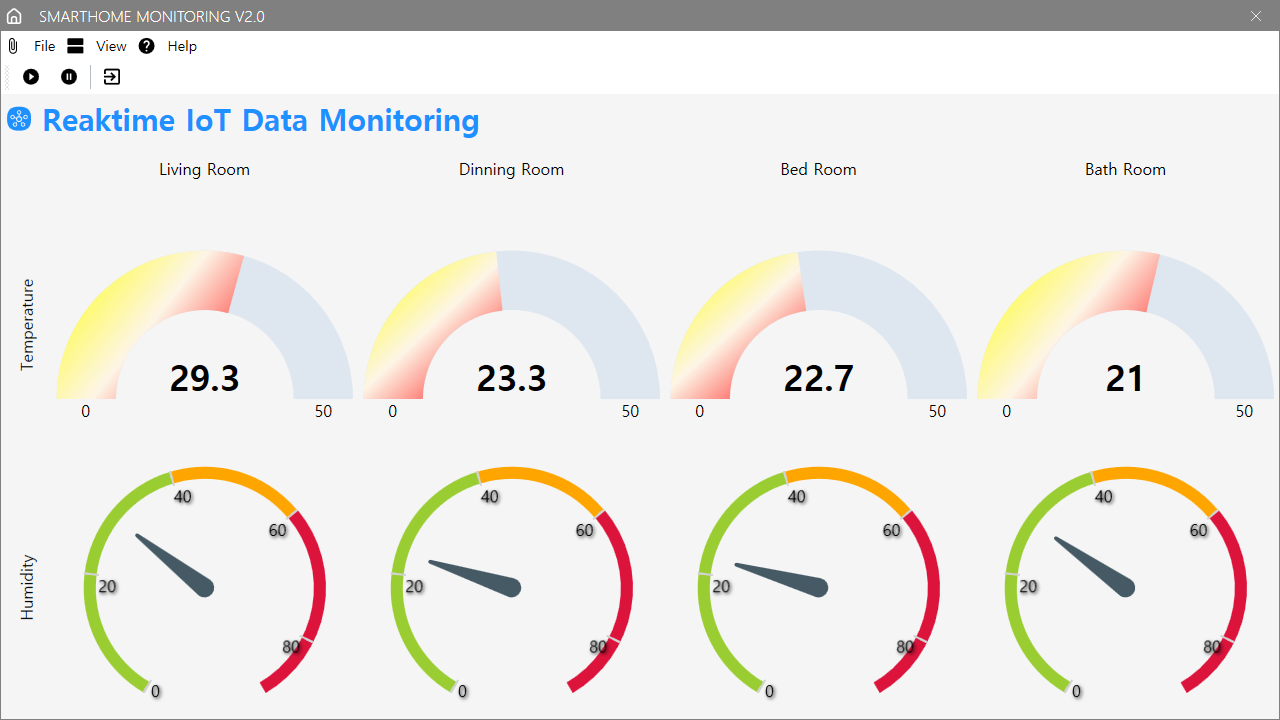 SMARTHOME MONITORING V2.0
File View Help
Reaktime IoT Data Monitoring
Living Room Dinning Room Bed Room Bath Room
Temperature
29.3 23.3 22.7 21
0 50 0 50 0 50 0 50
Humidity
40 40 40 40
60 60 60 60
20 20 20 20
80 80 80 80
0 0 0 0